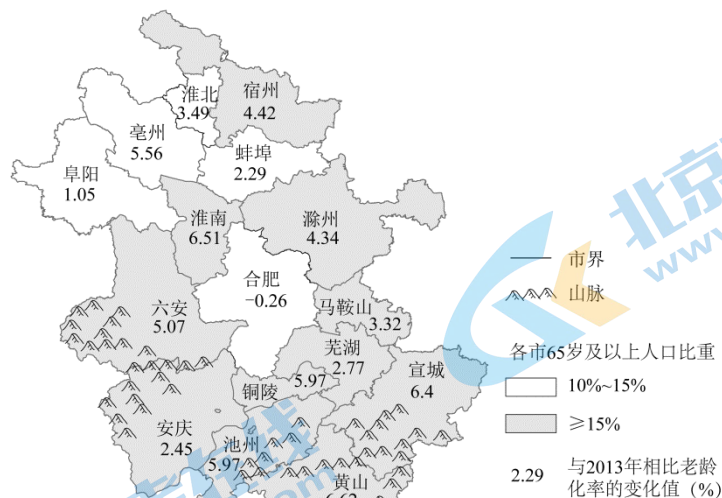 淮北
3.49
宿州
4.42
亳州
5.56
蚌埠
2.29
阜阳
1.05
淮南
6.51
滁州
4.34
合肥
-0.26
六安
5.07
马鞍山
3.32
芜湖
2.77
宣城
6.4
铜陵
5.97
安庆
2.45
池州
5.97
黄山
市界
山脉
各市65岁及以上人口比重
10%~15%
≥15%
2.29 与2013年相比老龄
化率的变化值（%）
北京
www.